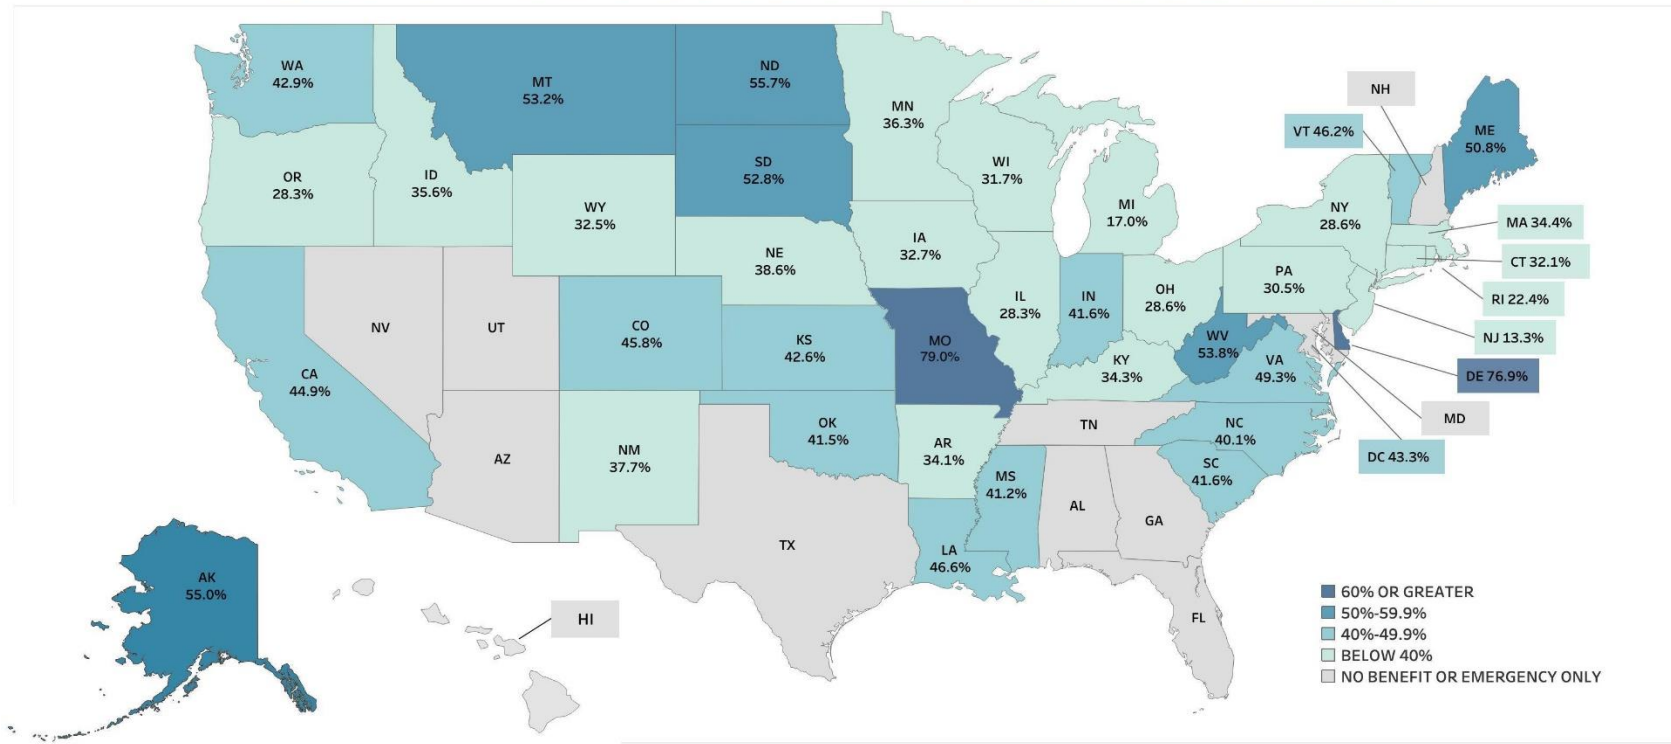 WA
42.9%
MT
53.2%
ND
55.7%
MN
36.3%
NH
VT 46.2%
ME
50.8%
OR
28.3%
ID
35.6%
SD
52.8%
WI
31.7%
WY
32.5%
MI
17.0%
NY
28.6%
MA 34.4%
IA
32.7%
NE
38.6%
CT 32.1%
PA
30.5%
RI 22.4%
OH
28.6%
IL
28.3%
IN
41.6%
NV
UT
CO
45.8%
KS
42.6%
MO
79.0%
WV
53.8%
NJ 13.3%
KY
34.3%
VA
49.3%
DE 76.9%
CA
44.9%
MD
TN
NC
40.1%
OK
41.5%
AR
34.1%
DC 43.3%
AZ
NM
37.7%
SC
41.6%
MS
41.2%
AL
GA
TX
LA
46.6%
AK
55.0%
HI
FL
60% OR GREATER
50%-59.9%
40%-49.9%
BELOW 40%
NO BENEFIT OR EMERGENCY ONLY